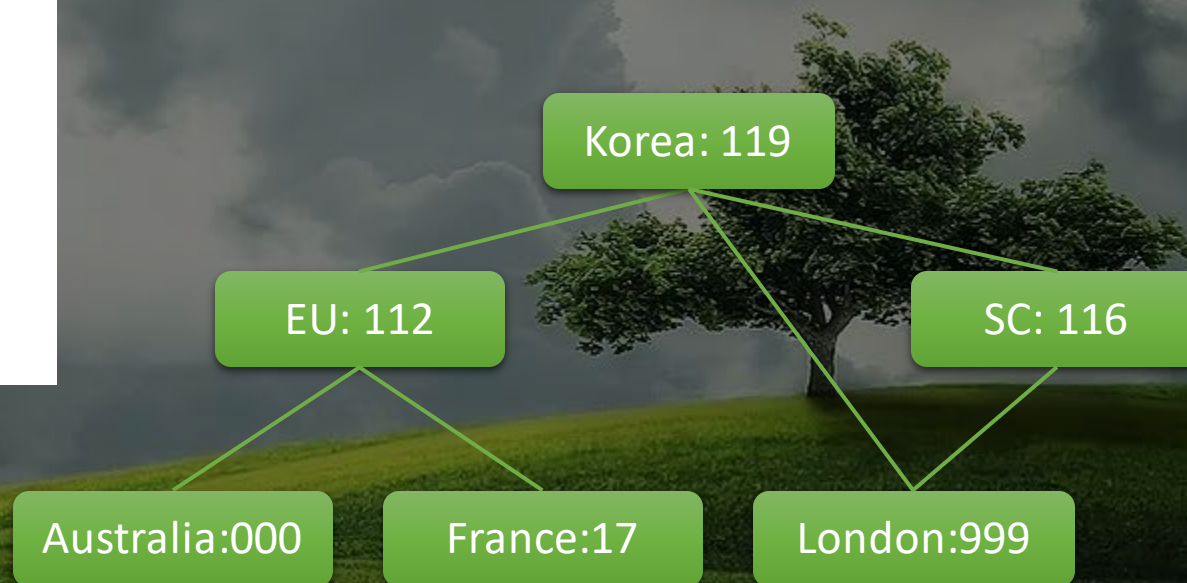 Korea: 119
EU: 112
SC: 116
Australia:000
France:17
London:999